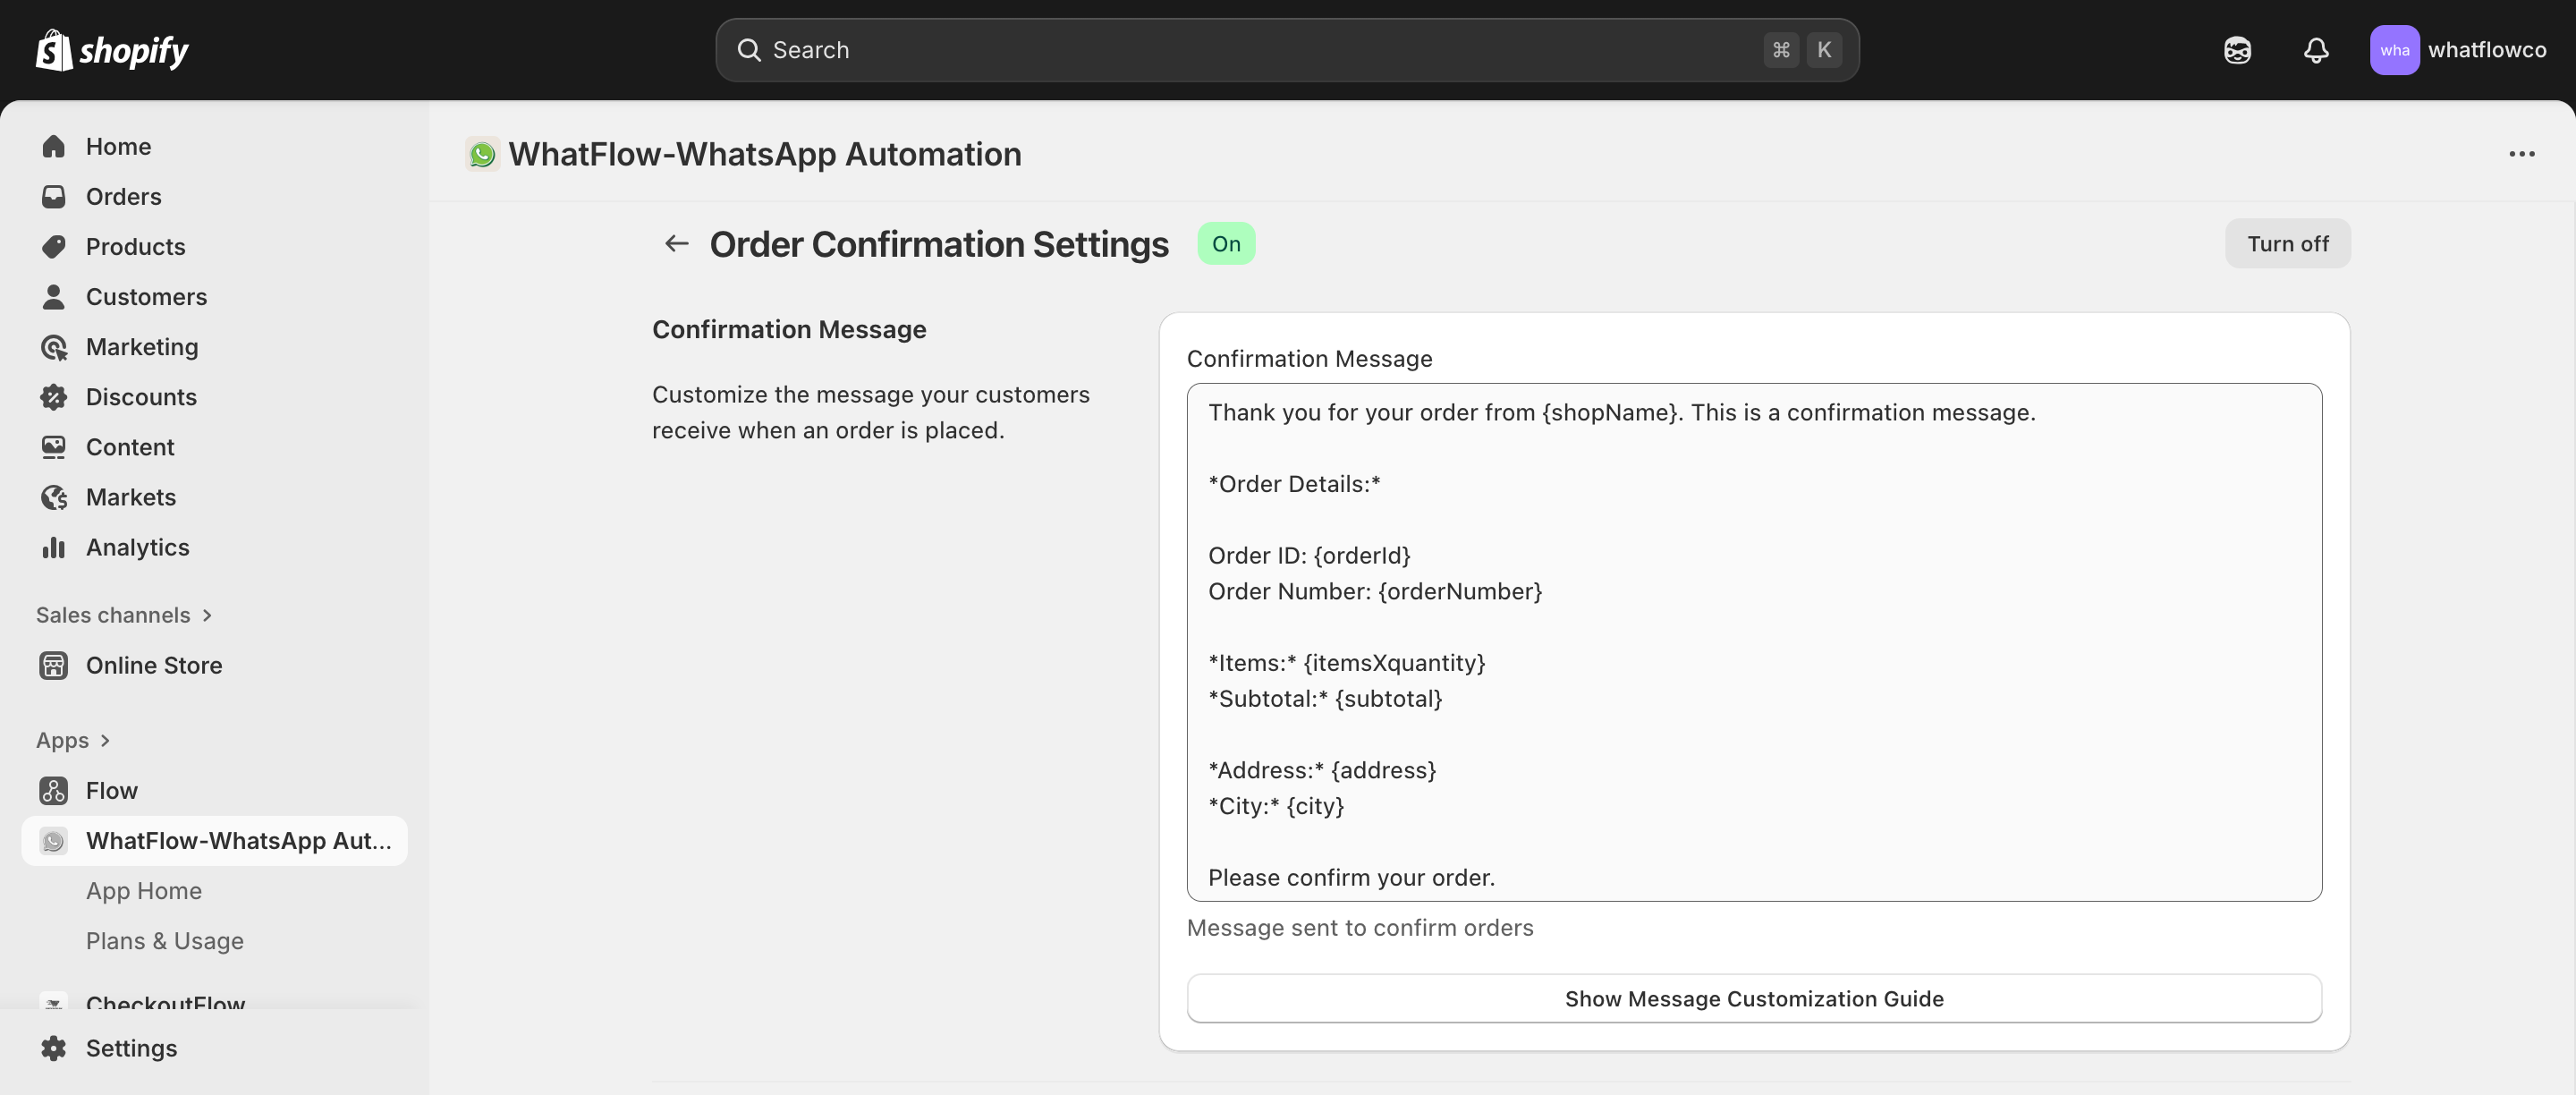 shopify
Search
⌘ K
wha
whatflowco
Home
Orders
Products
Customers
Marketing
Discounts
Content
Markets
Analytics
Sales channels
Online Store
Apps
Flow
WhatFlow-WhatsApp Aut...
App Home
Plans & Usage
CheckoutFlow
Settings
WhatFlow-WhatsApp Automation
Order Confirmation Settings
On
Turn off
Confirmation Message
Customize the message your customers
receive when an order is placed.
Confirmation Message
Thank you for your order from {shopName}. This is a confirmation message.
*Order Details:*
Order ID: {orderId}
Order Number: {orderNumber}
*Items:* {itemsXquantity}
*Subtotal:* {subtotal}
*Address:* {address}
*City:* {city}
Please confirm your order.
Message sent to confirm orders
Show Message Customization Guide